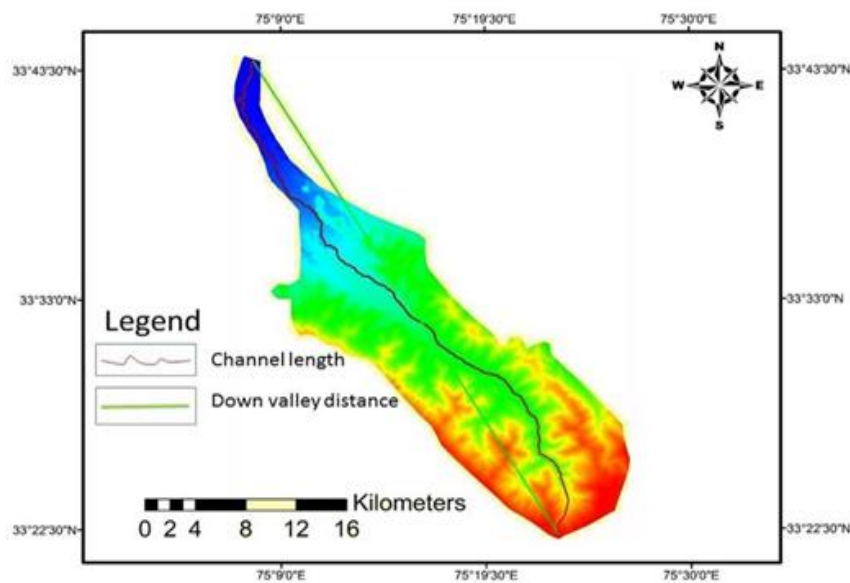 75°9'0"E 75°19'30"E 75°30'0"E
33°43'30"N 33°43'30"N
N
W E
S
33°33'0"N 33°33'0"N
Legend
Channel length
Down valley distance
Kilometers
0 2 4 8 12 16
33°22'30"N 33°22'30"N
75°9'0"E 75°19'30"E 75°30'0"E